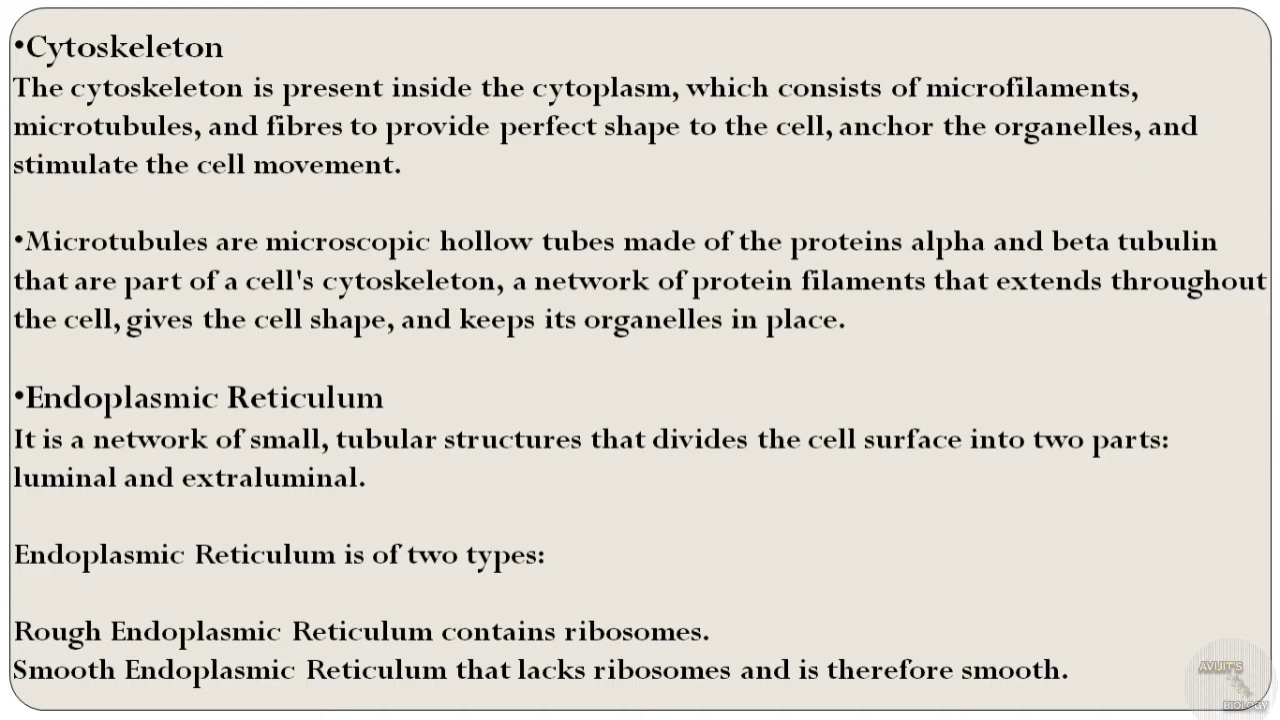 •Cytoskeleton
The cytoskeleton is present inside the cytoplasm, which consists of microfilaments,
microtubules, and fibres to provide perfect shape to the cell, anchor the organelles, and
stimulate the cell movement.
•Microtubules are microscopic hollow tubes made of the proteins alpha and beta tubulin
that are part of a cell's cytoskeleton, a network of protein filaments that extends throughout
the cell, gives the cell shape, and keeps its organelles in place.
•Endoplasmic Reticulum
It is a network of small, tubular structures that divides the cell surface into two parts:
luminal and extraluminal.
Endoplasmic Reticulum is of two types:
Rough Endoplasmic Reticulum contains ribosomes.
Smooth Endoplasmic Reticulum that lacks ribosomes and is therefore smooth.
AVIJIT'S
BIOLOGY